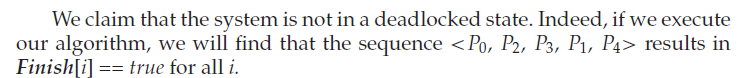 We claim that the system is not in a deadlocked state. Indeed, if we execute
our algorithm, we will find that the sequence <P0, P2, P3, P1, P4> results in
Finish[i] == true for all i.